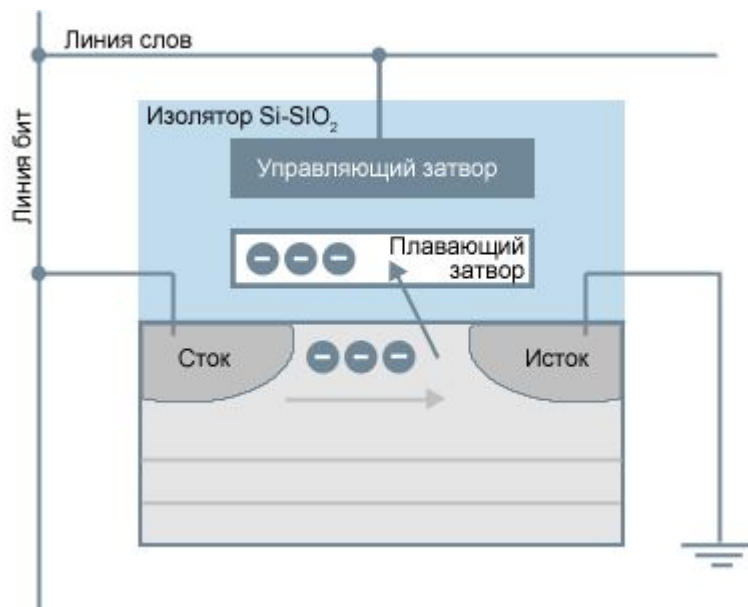 Линия слов
Линия бит
Изолятор Si-SIO₂
Управляющий затвор
Плавающий
затвор
Сток
Исток